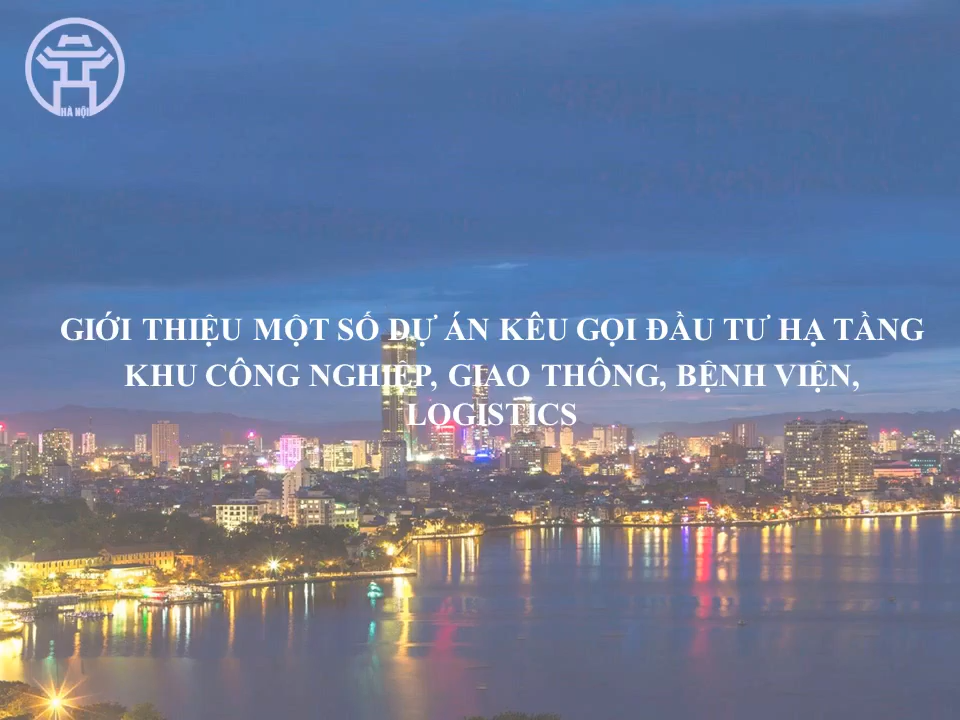 HÀ NỘI
GIỚI THIỆU MỘT SỐ DỰ ÁN KÊU GỌI ĐẦU TƯ HẠ TẦNG
KHU CÔNG NGHIỆP, GIAO THÔNG, BỆNH VIỆN,
LOGISTICS